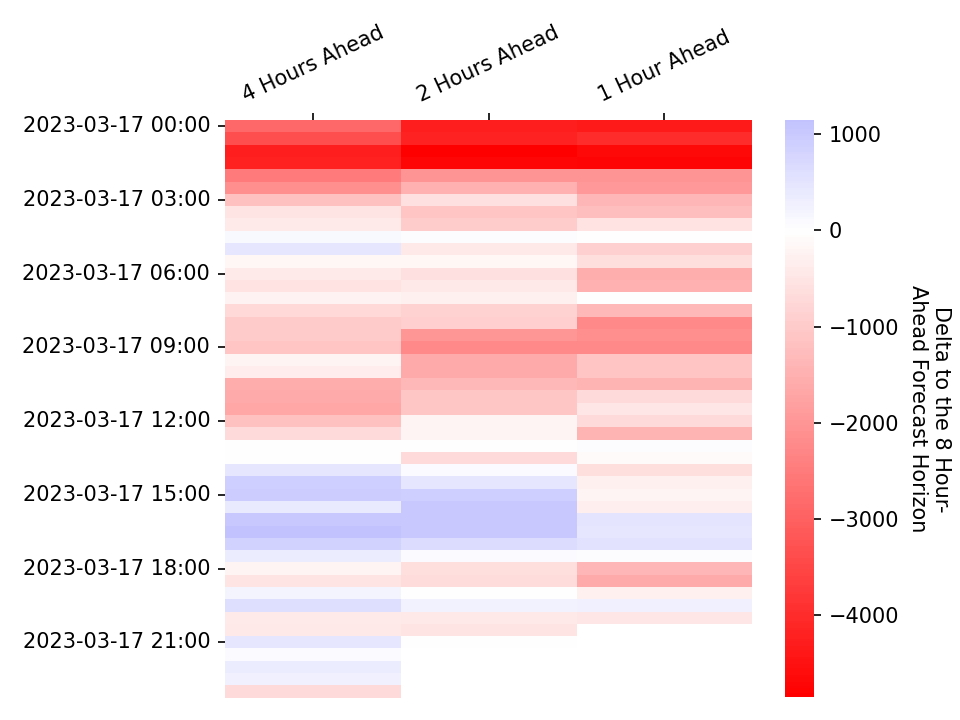 4 Hours Ahead
2 Hours Ahead
1 Hour Ahead
2023-03-17 00:00
2023-03-17 03:00
2023-03-17 06:00
2023-03-17 09:00
2023-03-17 12:00
2023-03-17 15:00
2023-03-17 18:00
2023-03-17 21:00
1000
0
−1000
−2000
−3000
−4000
Delta to the 8 Hour-
Ahead Forecast Horizon